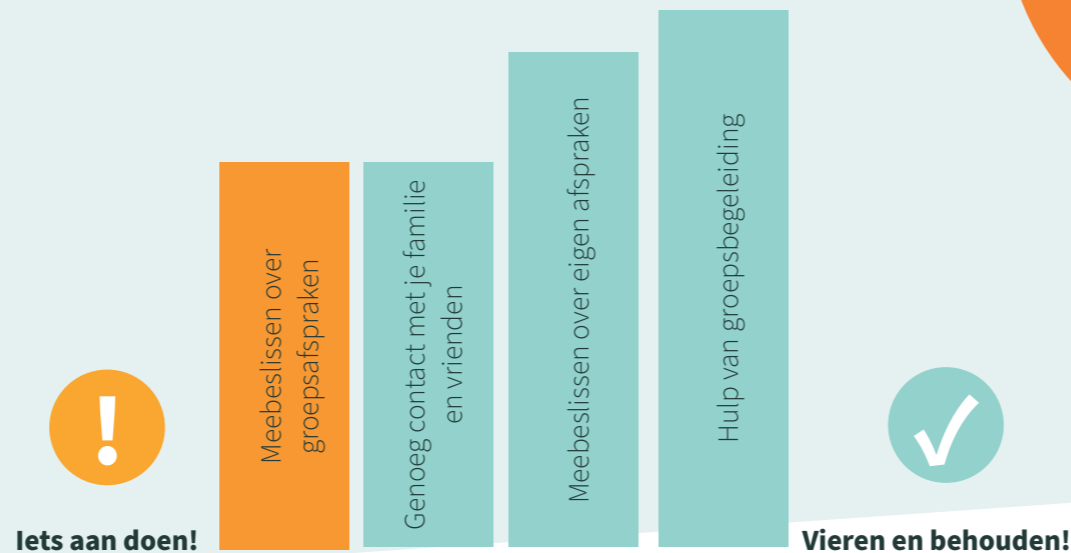 Meebeslissen over
groepsafspraken
Genoeg contact met je familie
en vrienden
Meebeslissen over eigen afspraken
Hulp van groepsbegeleiding
!
Iets aan doen!
Vieren en behouden!